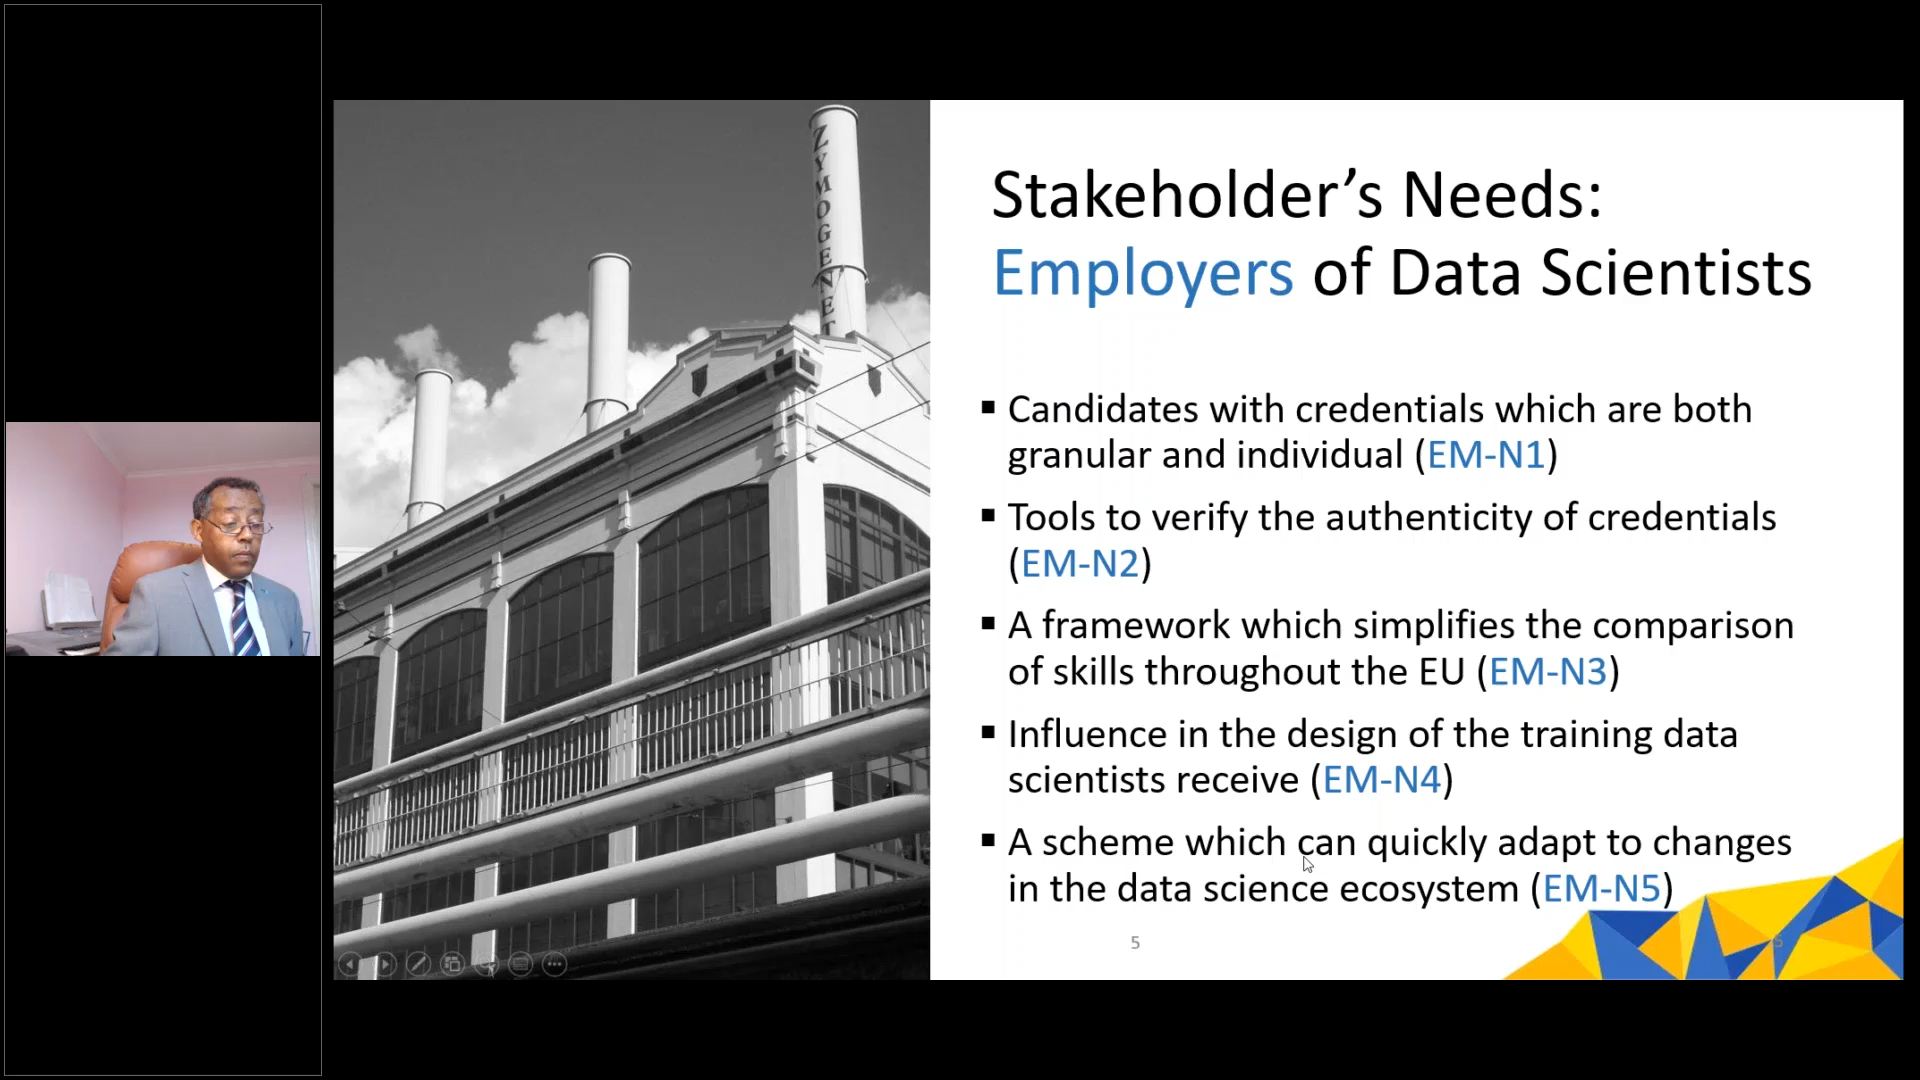 ZYMOGENET
Stakeholder’s Needs:
Employers of Data Scientists
▪ Candidates with credentials which are both
granular and individual (EM-N1)
▪ Tools to verify the authenticity of credentials
(EM-N2)
▪ A framework which simplifies the comparison
of skills throughout the EU (EM-N3)
▪ Influence in the design of the training data
scientists receive (EM-N4)
▪ A scheme which can quickly adapt to changes
in the data science ecosystem (EM-N5)
5
5